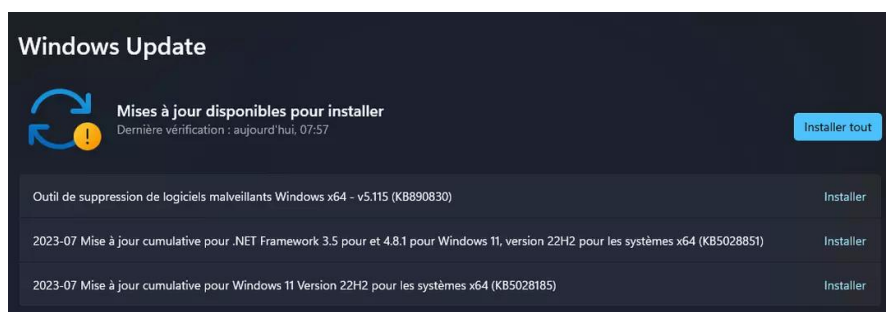 Windows Update
Mises à jour disponibles pour installer
Dernière vérification : aujourd'hui, 07:57
Installer tout
Outil de suppression de logiciels malveillants Windows x64 - v5.115 (KB890830)
Installer
2023-07 Mise à jour cumulative pour .NET Framework 3.5 pour et 4.8.1 pour Windows 11, version 22H2 pour les systèmes x64 (KB5028851)
Installer
2023-07 Mise à jour cumulative pour Windows 11 Version 22H2 pour les systèmes x64 (KB5028185)
Installer